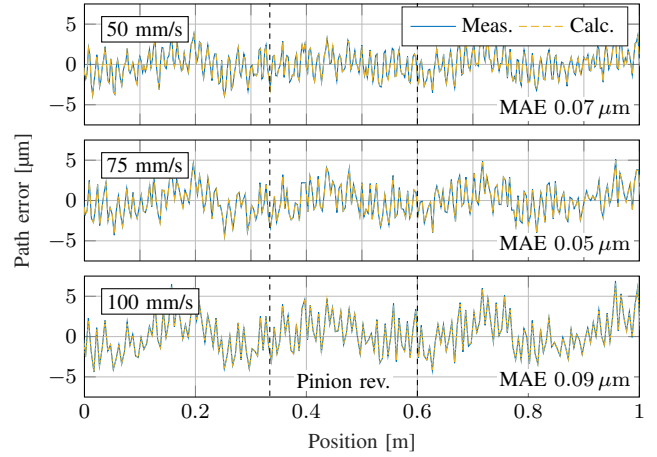 50 mm/s
Meas. Calc.
5
0
−5
MAE 0.07 μm
75 mm/s
5
0
−5
MAE 0.05 μm
Path error [μm]
100 mm/s
5
0
−5
Pinion rev.
MAE 0.09 μm
0 0.2 0.4 0.6 0.8 1
Position [m]